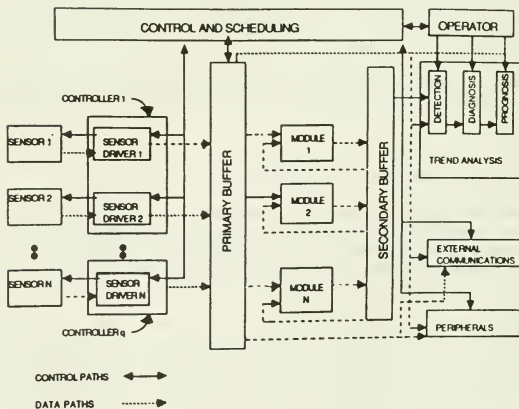 CONTROL AND SCHEDULING
OPERATOR
CONTROLLER 1
SENSOR 1
SENSOR
DRIVER 1
SENSOR 2
SENSOR
DRIVER 2
SENSOR N
SENSOR
DRIVER N
CONTROLLER q
PRIMARY BUFFER
MODULE
1
MODULE
2
MODULE
N
SECONDARY BUFFER
DETECTION
DIAGNOSIS
PROGNOSIS
TREND ANALYSIS
EXTERNAL
COMMUNICATIONS
PERIPHERALS
CONTROL PATHS
DATA PATHS